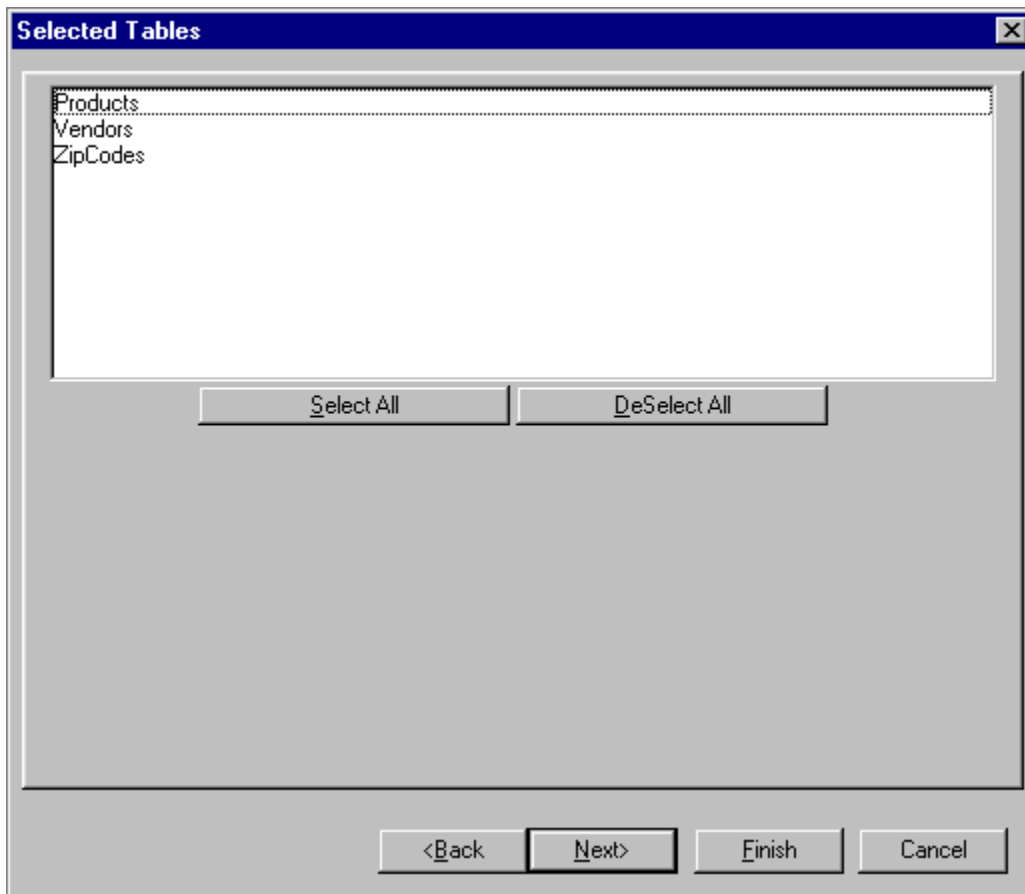 Selected Tables
Products
Vendors
ZipCodes
Select All DeSelect All
<Back Next> Finish Cancel